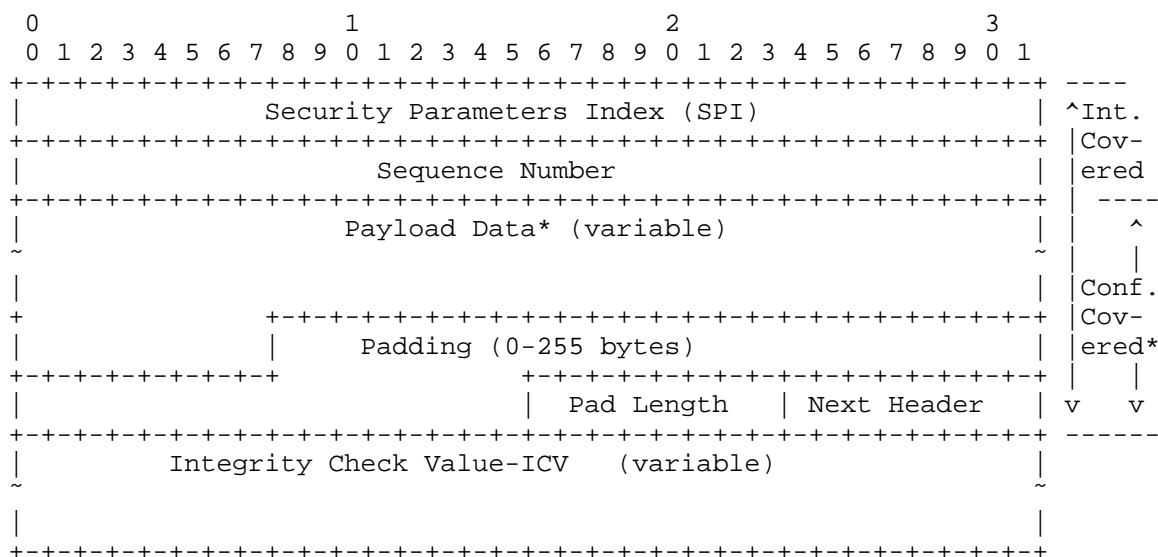 0                   1                   2                   3
 0 1 2 3 4 5 6 7 8 9 0 1 2 3 4 5 6 7 8 9 0 1 2 3 4 5 6 7 8 9 0 1
+-+-+-+-+-+-+-+-+-+-+-+-+-+-+-+-+-+-+-+-+-+-+-+-+-+-+-+-+-+-+-+-+ ----
|               Security Parameters Index (SPI)                 | ^Int.
+-+-+-+-+-+-+-+-+-+-+-+-+-+-+-+-+-+-+-+-+-+-+-+-+-+-+-+-+-+-+-+-+ |Cov-
|                      Sequence Number                          | |ered
+-+-+-+-+-+-+-+-+-+-+-+-+-+-+-+-+-+-+-+-+-+-+-+-+-+-+-+-+-+-+-+-+ | ----
|                    Payload Data* (variable)                   | |   ^
~                                                               ~ |   |
|                                                               | |Conf.
+               +-+-+-+-+-+-+-+-+-+-+-+-+-+-+-+-+-+-+-+-+-+-+-+-+ |Cov-
|               |     Padding (0-255 bytes)                     | |ered*
+-+-+-+-+-+-+-+-+               +-+-+-+-+-+-+-+-+-+-+-+-+-+-+-+-+ |   |
|                               |  Pad Length   | Next Header   | v   v
+-+-+-+-+-+-+-+-+-+-+-+-+-+-+-+-+-+-+-+-+-+-+-+-+-+-+-+-+-+-+-+-+ ------
|         Integrity Check Value-ICV   (variable)                |
~                                                               ~
|                                                               |
+-+-+-+-+-+-+-+-+-+-+-+-+-+-+-+-+-+-+-+-+-+-+-+-+-+-+-+-+-+-+-+-+